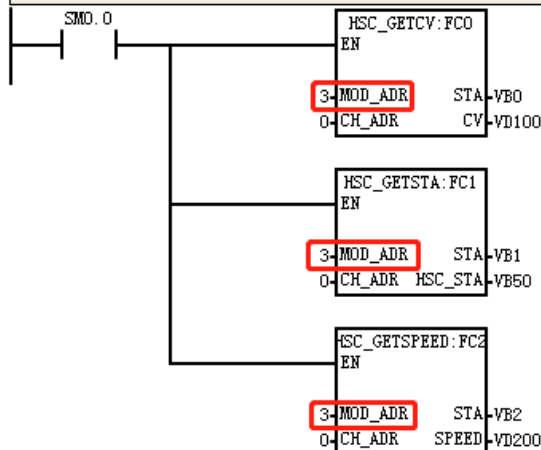 SM0.0
HSC_GETCV:FC0
EN
3 MOD_ADR STA VB0
0 CH_ADR CV VD100
HSC_GETSTA:FC1
EN
3 MOD_ADR STA VB1
0 CH_ADR HSC_STA VB50
HSC_GETSPEED:FC2
EN
3 MOD_ADR STA VB2
0 CH_ADR SPEED VD200